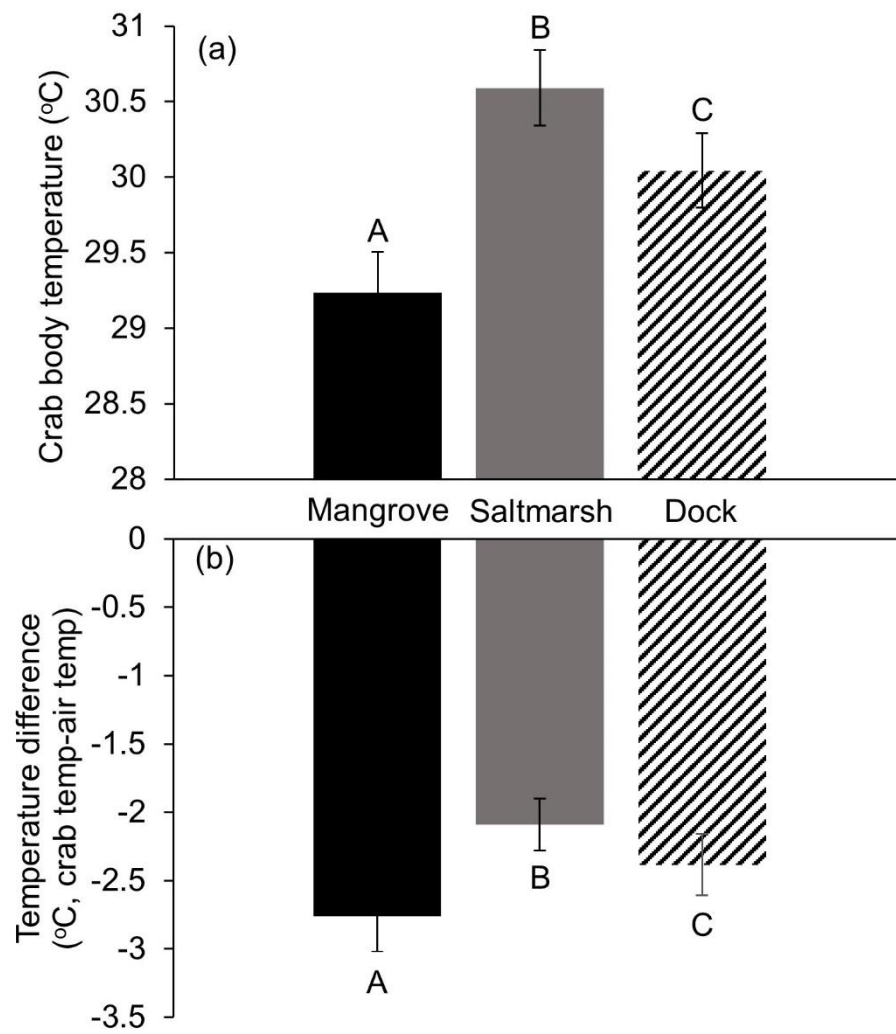 (a)
Crab body temperature (°C)
31
30.5
30
29.5
29
28.5
28
A
B
C
Mangrove Saltmarsh Dock
(b)
Temperature difference
(°C, crab temp-air temp)
0
-0.5
-1
-1.5
-2
-2.5
-3
-3.5
A
B
C